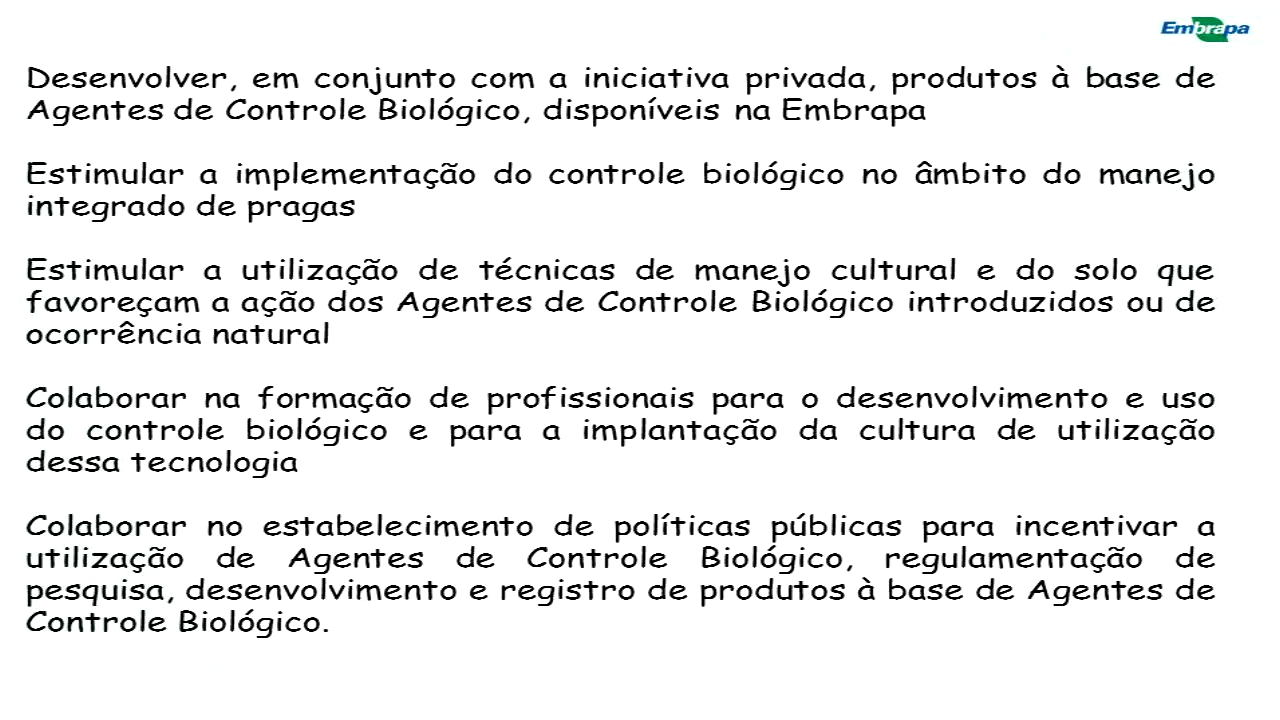 Embrapa
Desenvolver, em conjunto com a iniciativa privada, produtos à base de
Agentes de Controle Biológico, disponíveis na Embrapa
Estimular a implementação do controle biológico no âmbito do manejo
integrado de pragas
Estimular a utilização de técnicas de manejo cultural e do solo que
favoreçam a ação dos Agentes de Controle Biológico introduzidos ou de
ocorrência natural
Colaborar na formação de profissionais para o desenvolvimento e uso
do controle biológico e para a implantação da cultura de utilização
dessa tecnologia
Colaborar no estabelecimento de políticas públicas para incentivar a
utilização de Agentes de Controle Biológico, regulamentação de
pesquisa, desenvolvimento e registro de produtos à base de Agentes de
Controle Biológico.